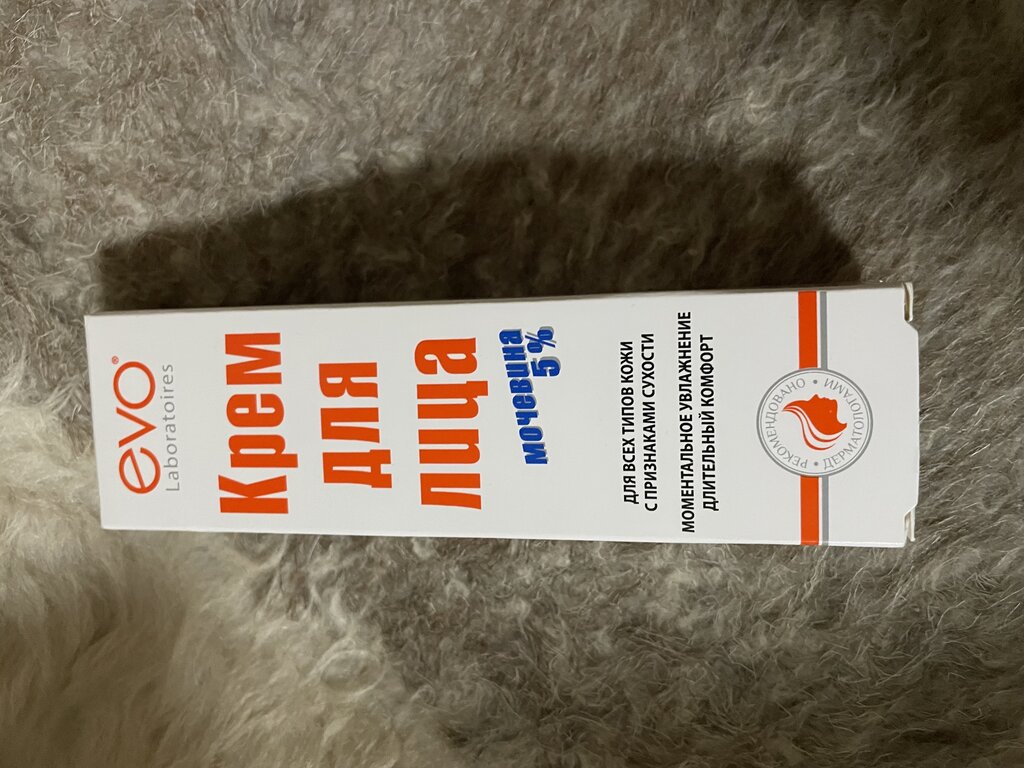 evo®
Laboratoires
Крем
для
лица
мочевина
5%
ДЛЯ ВСЕХ ТИПОВ КОЖИ
С ПРИЗНАКАМИ СУХОСТИ
МОМЕНТАЛЬНОЕ УВЛАЖНЕНИЕ
ДЛИТЕЛЬНЫЙ КОМФОРТ
РЕКОМЕНДОВАНО • ДЕРМАТОЛОГАМИ •